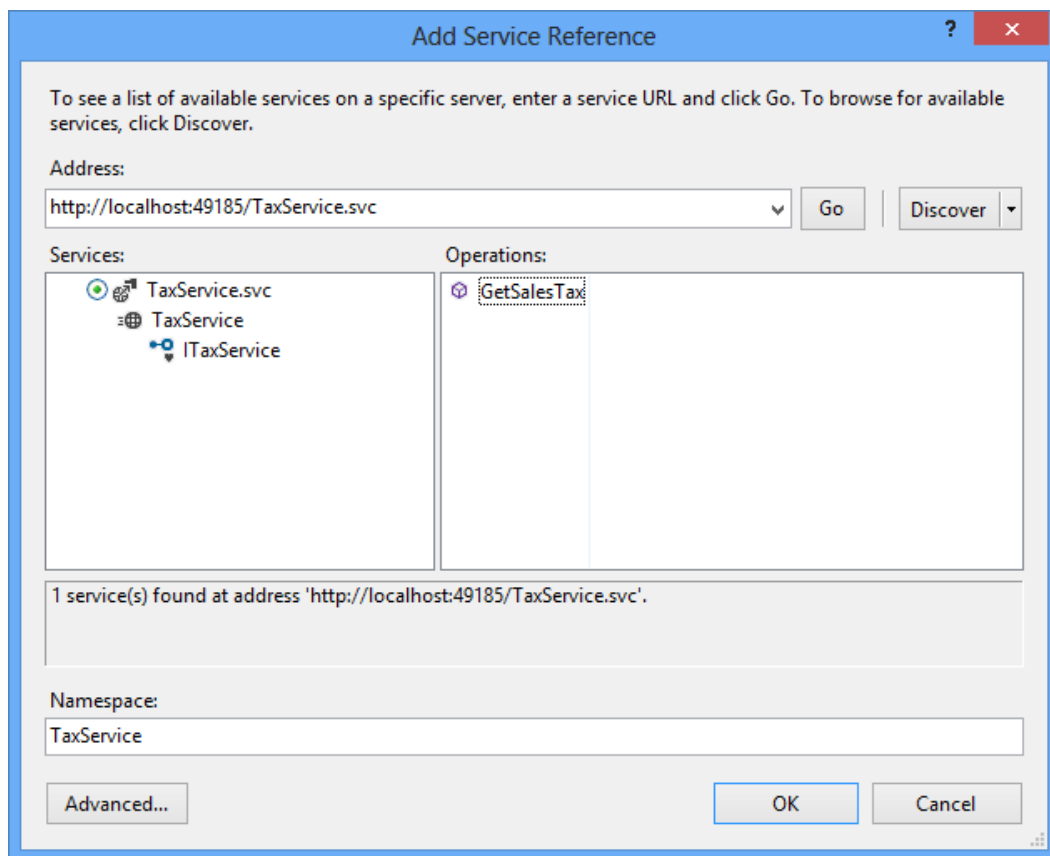 Add Service Reference
?
To see a list of available services on a specific server, enter a service URL and click Go. To browse for available
services, click Discover.
Address:
http://localhost:49185/TaxService.svc
Go
Discover
Services:
Operations:
TaxService.svc
TaxService
ITaxService
GetSalesTax
1 service(s) found at address 'http://localhost:49185/TaxService.svc'.
Namespace:
TaxService
Advanced...
OK
Cancel